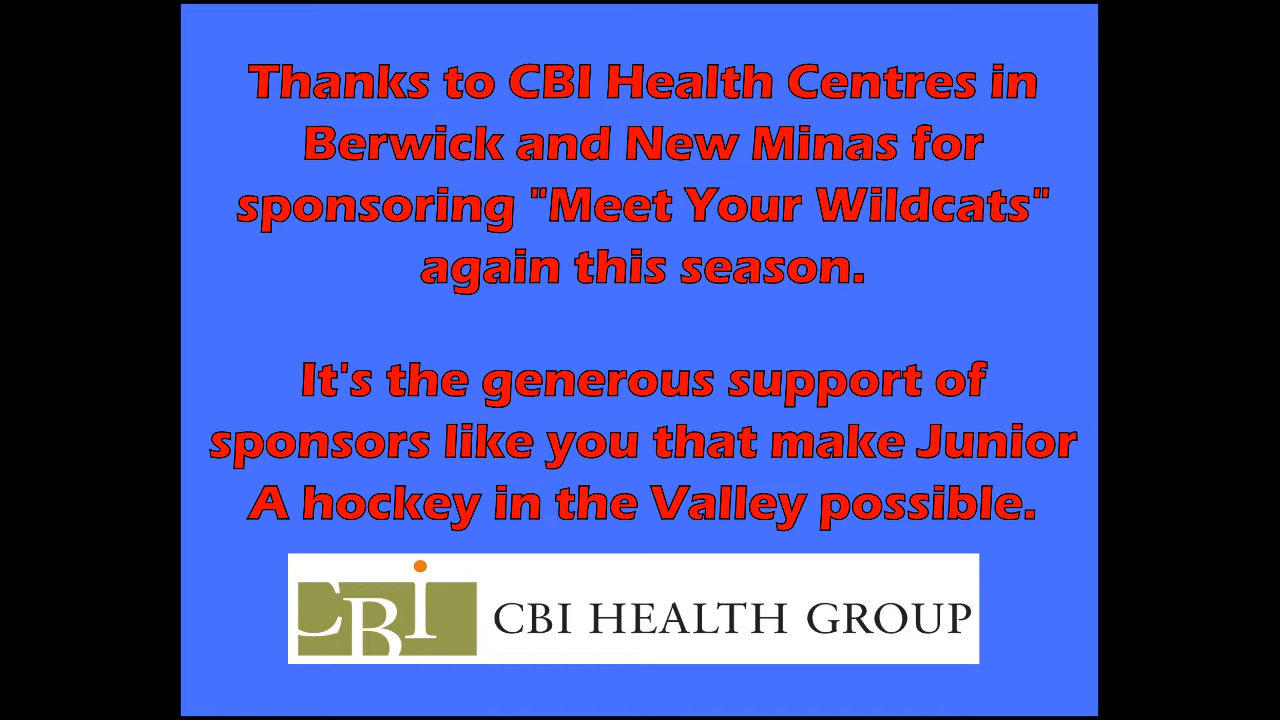 Thanks to CBI Health Centres in
Berwick and New Minas for
sponsoring "Meet Your Wildcats"
again this season.
It's the generous support of
sponsors like you that make Junior
A hockey in the Valley possible.
CBI CBI HEALTH GROUP